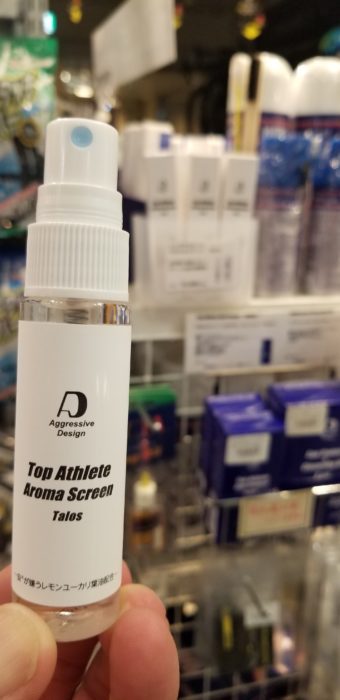 Aggressive
Design
Top Athlete
Aroma Screen
Talos
が嫌うレモンユーカリ葉油配合